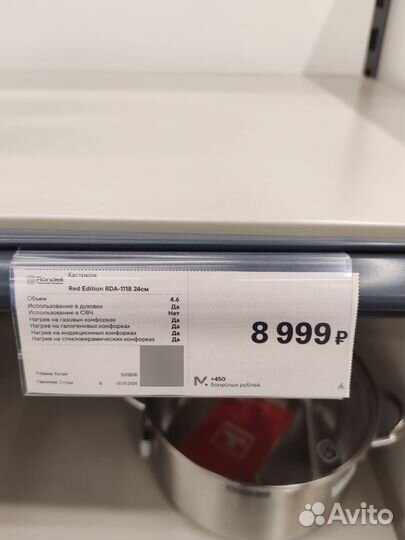 Röndell
Кастрюля
Red Edition RDA-1118 24см
Объем 4.6
Использование в духовке Да
Использование в СВЧ Нет
Нагрев на газовых конфорках Да
Нагрев на галогеновых конфорках Да
Нагрев на индукционных конфорках Да
Нагрев на стеклокерамических конфорках Да
8 999 ₽
+450
бонусных рублей
Страна: Китай
Гарантия: 2 года
Avito